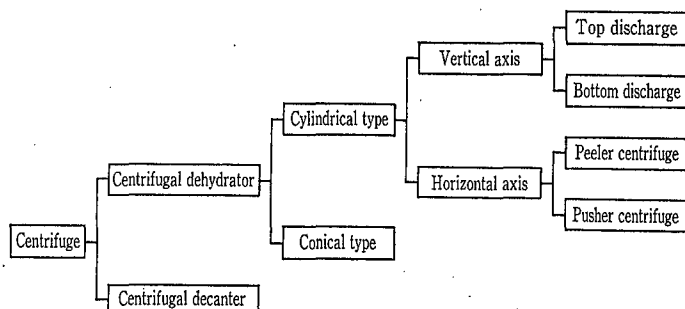 Top discharge
Vertical axis
Bottom discharge
Cylindrical type
Peeler centrifuge
Centrifugal dehydrator
Horizontal axis
Pusher centrifuge
Centrifuge
Conical type
Centrifugal decanter